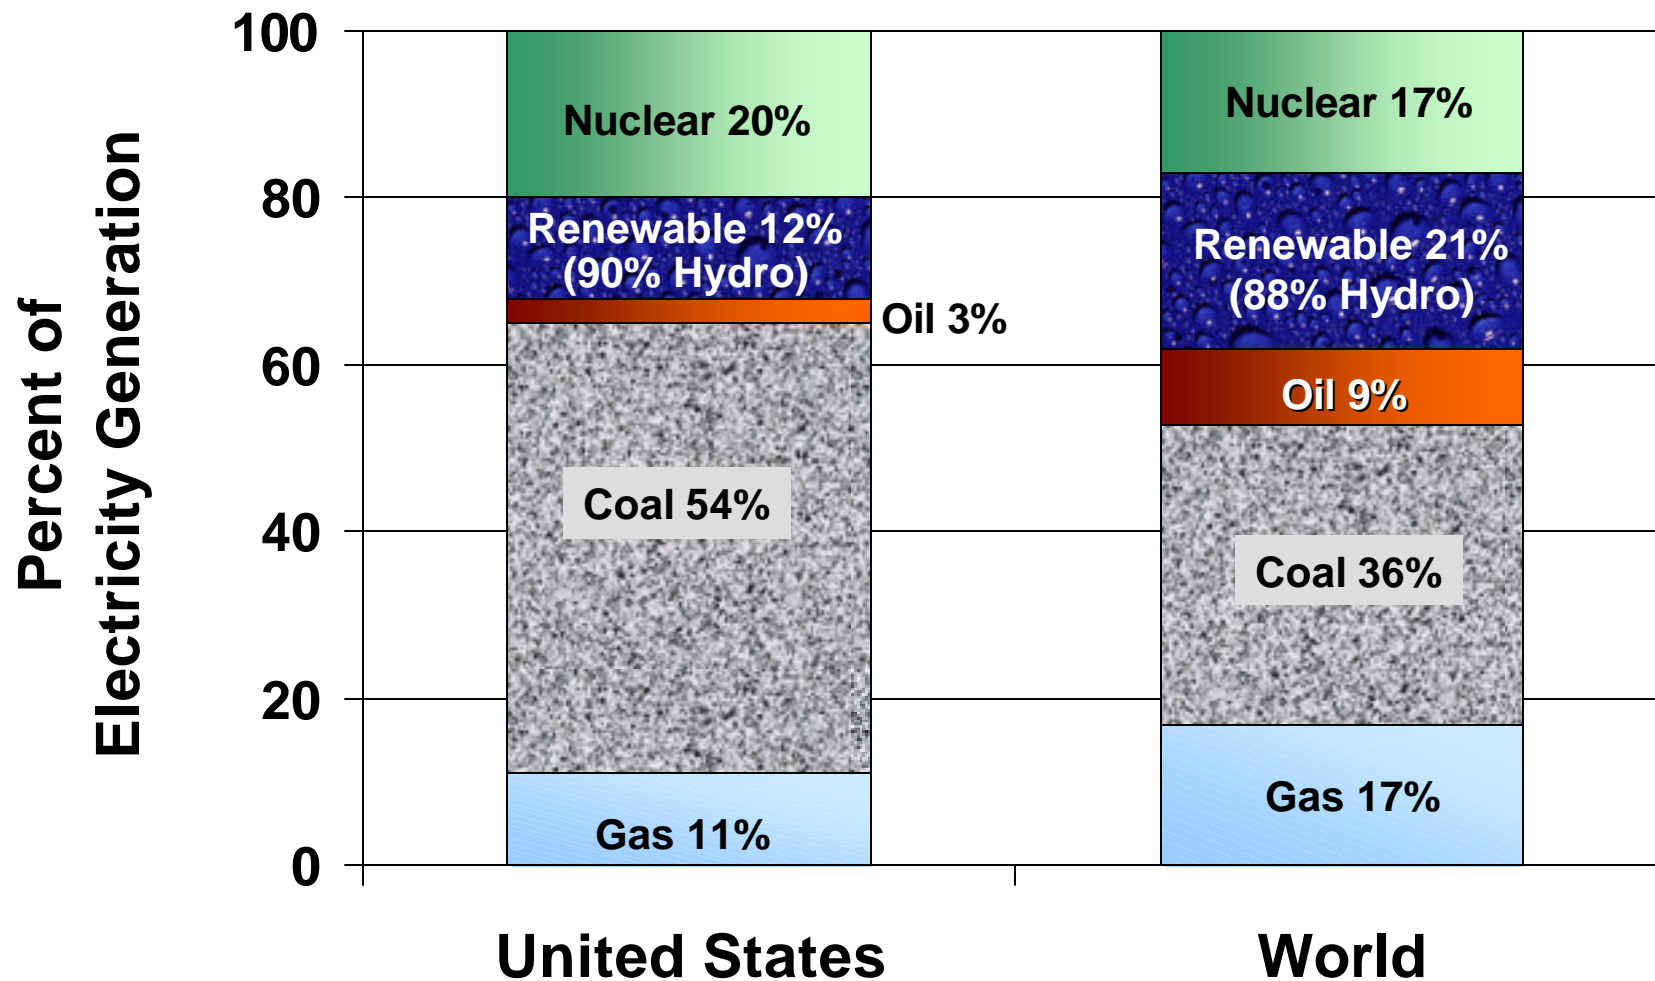 Percent of
Electricity Generation
100
80
60
40
20
0
Nuclear 20%
Renewable 12%
(90% Hydro)
Oil 3%
Coal 54%
Gas 11%
Nuclear 17%
Renewable 21%
(88% Hydro)
Oil 9%
Coal 36%
Gas 17%
United States
World